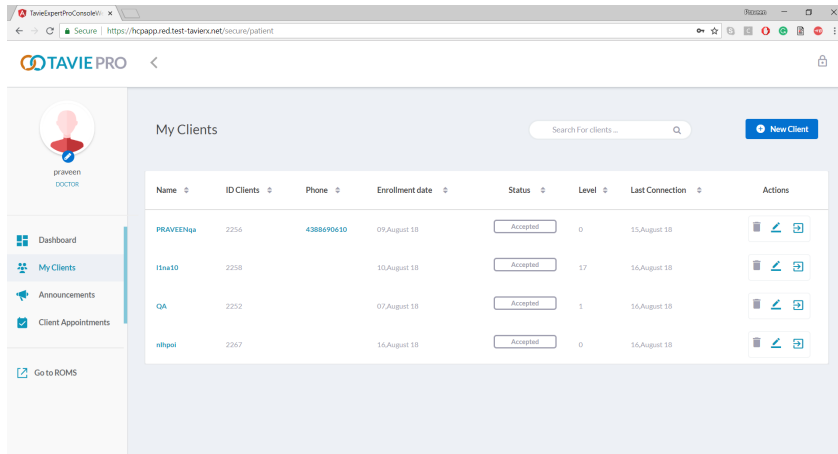 TavieExpertProConsoleW
Praveen
Secure | https://hcpapp.red.test-tavierx.net/secure/patient
TAVIE PRO
My Clients
Search For clients ...
New Client
praveen
DOCTOR
Name ID Clients Phone Enrollment date Status Level Last Connection Actions
PRAVEENqa 2256 4388690610 09,August 18 Accepted 0 15,August 18
Dashboard
My Clients
l1na10 2258 10,August 18 Accepted 17 16,August 18
Announcements
QA 2252 07,August 18 Accepted 1 16,August 18
Client Appointments
nlhpoi 2267 16,August 18 Accepted 0 16,August 18
Go to ROMS